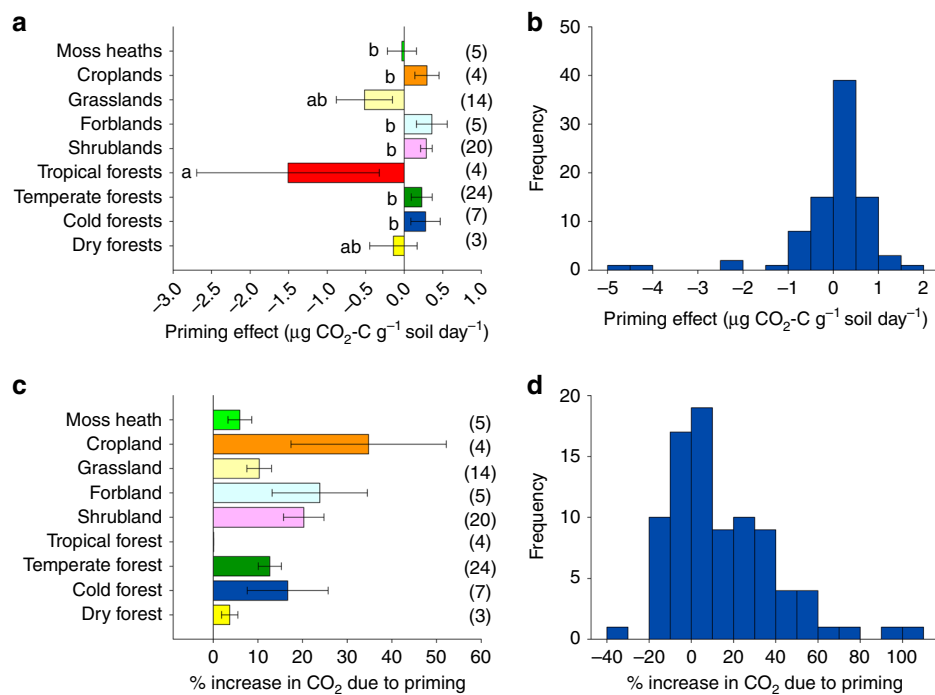 a
Moss heaths b (5)
Croplands b (4)
Grasslands ab (14)
Forblands b (5)
Shrublands b (20)
Tropical forests a (4)
Temperate forests b (24)
Cold forests b (7)
Dry forests ab (3)
−3.0 −2.5 −2.0 −1.5 −1.0 −0.5 0.0 0.5 1.0
Priming effect (μg CO₂-C g⁻¹ soil day⁻¹)
b
50
40
30
20
10
0
Frequency
−5 −4 −3 −2 −1 0 1 2
Priming effect (μg CO₂-C g⁻¹ soil day⁻¹)
c
Moss heath (5)
Cropland (4)
Grassland (14)
Forbland (5)
Shrubland (20)
Tropical forest (4)
Temperate forest (24)
Cold forest (7)
Dry forest (3)
0 10 20 30 40 50 60
% increase in CO₂ due to priming
d
20
15
10
5
0
Frequency
−40 −20 0 20 40 60 80 100
% increase in CO₂ due to priming